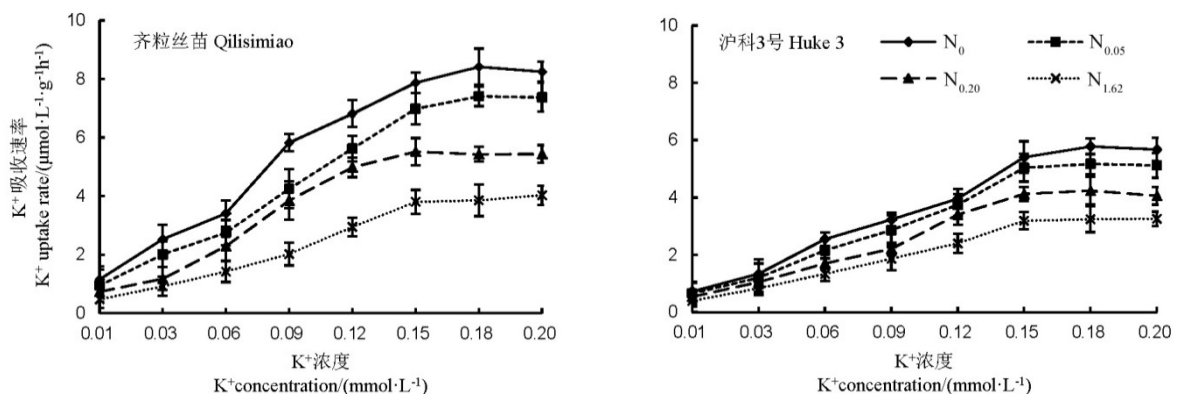 K⁺吸收速率
K⁺ uptake rate/(μmol·L⁻¹·g⁻¹h⁻¹)
10
8
6
4
2
0
齐粒丝苗 Qilisimiao
0.01 0.03 0.06 0.09 0.12 0.15 0.18 0.20
K⁺浓度
K⁺concentration/(mmol·L⁻¹)
10
8
6
4
2
0
沪科3号 Huke 3
N₀ N₀.₀₅
N₀.₂₀ N₁.₆₂
0.01 0.03 0.06 0.09 0.12 0.15 0.18 0.20
K⁺浓度
K⁺concentration/(mmol·L⁻¹)